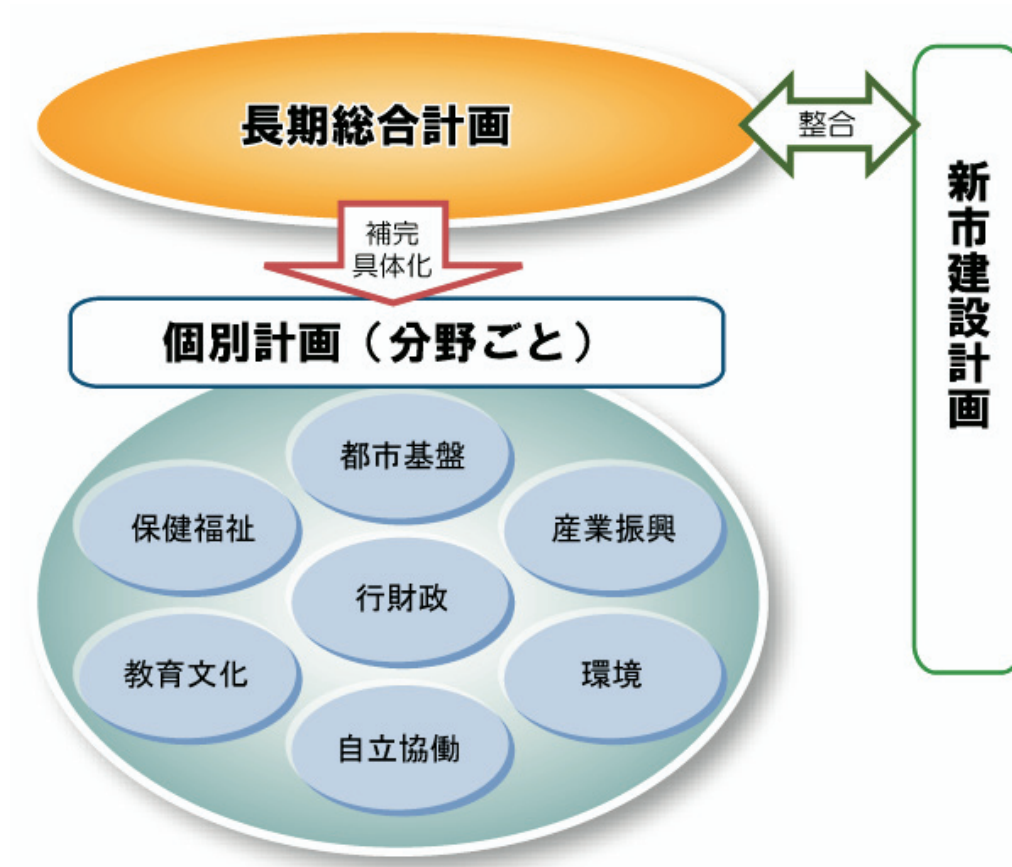 長期総合計画
整合
新市建設計画
補完
具体化
個別計画（分野ごと）
都市基盤
保健福祉
産業振興
行財政
教育文化
環境
自立協働